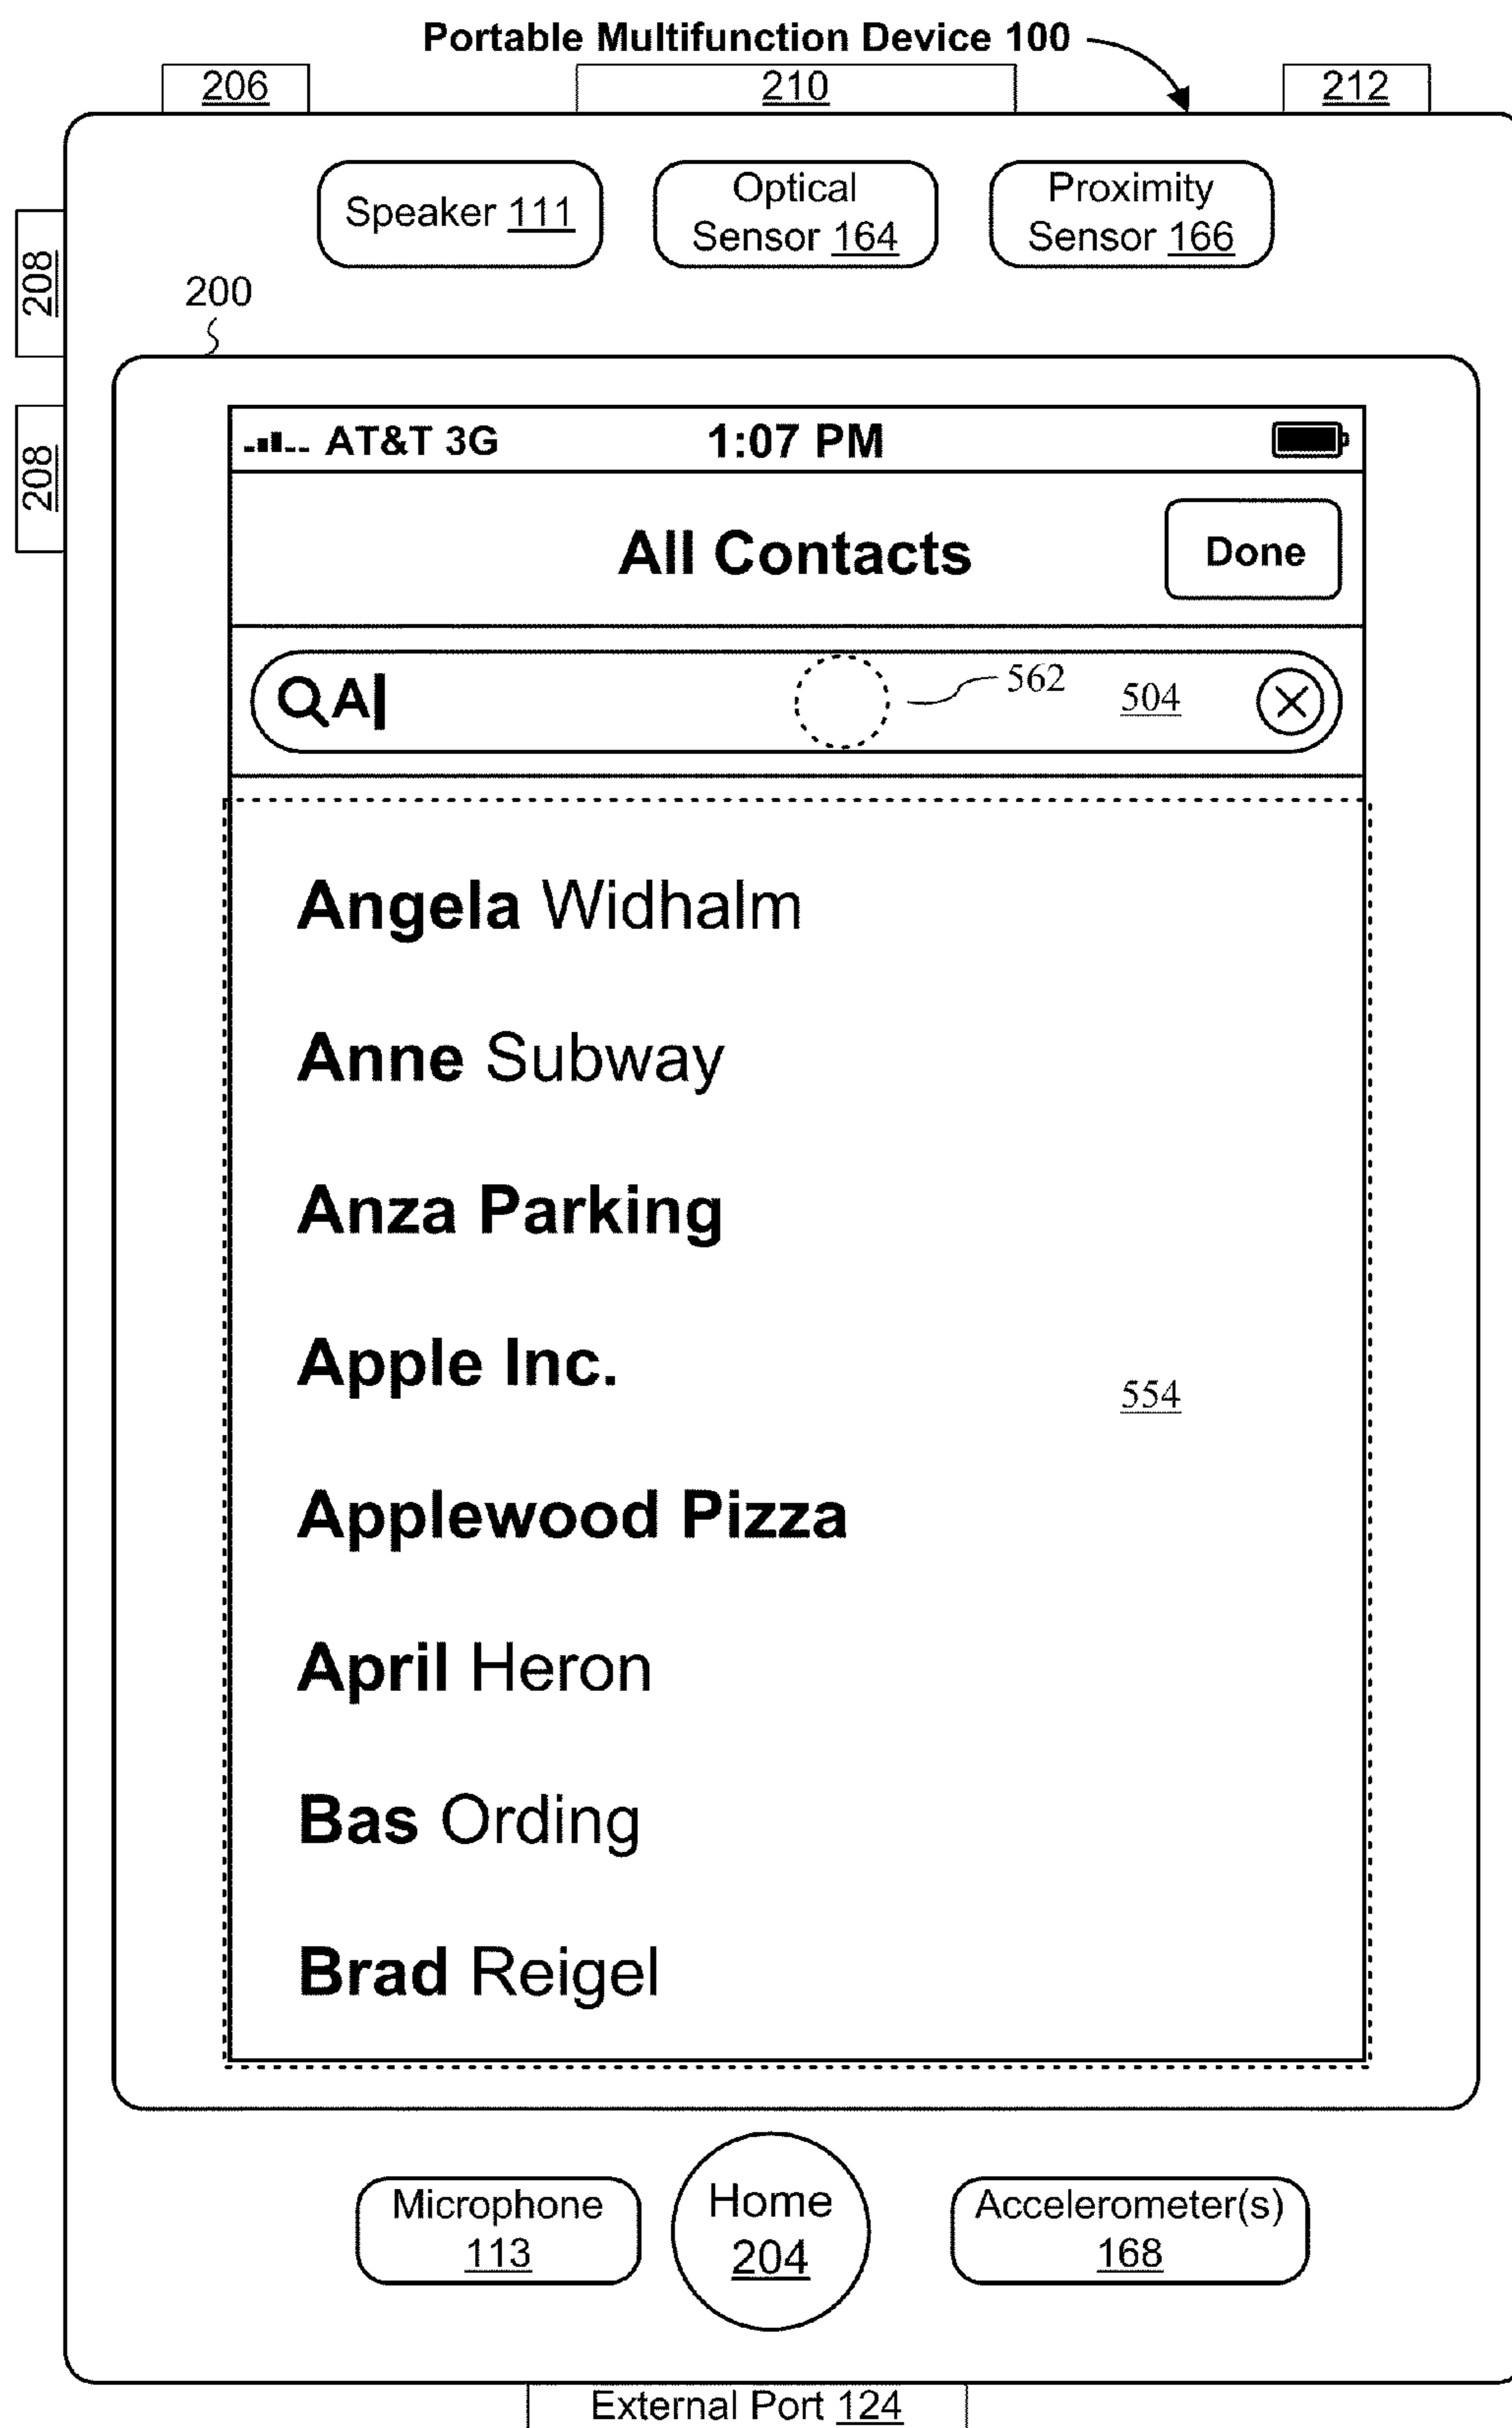 Portable Multifunction Device 100
206 210 212
Speaker 111
Optical
Sensor 164
Proximity
Sensor 166
208
200
208
AT&T 3G 1:07 PM
All Contacts Done
A 562 504
Angela Widhalm
Anne Subway
Anza Parking
Apple Inc.
554
Applewood Pizza
April Heron
Bas Ording
Brad Reigel
Microphone
113
Home
204
Accelerometer(s)
168
External Port 124